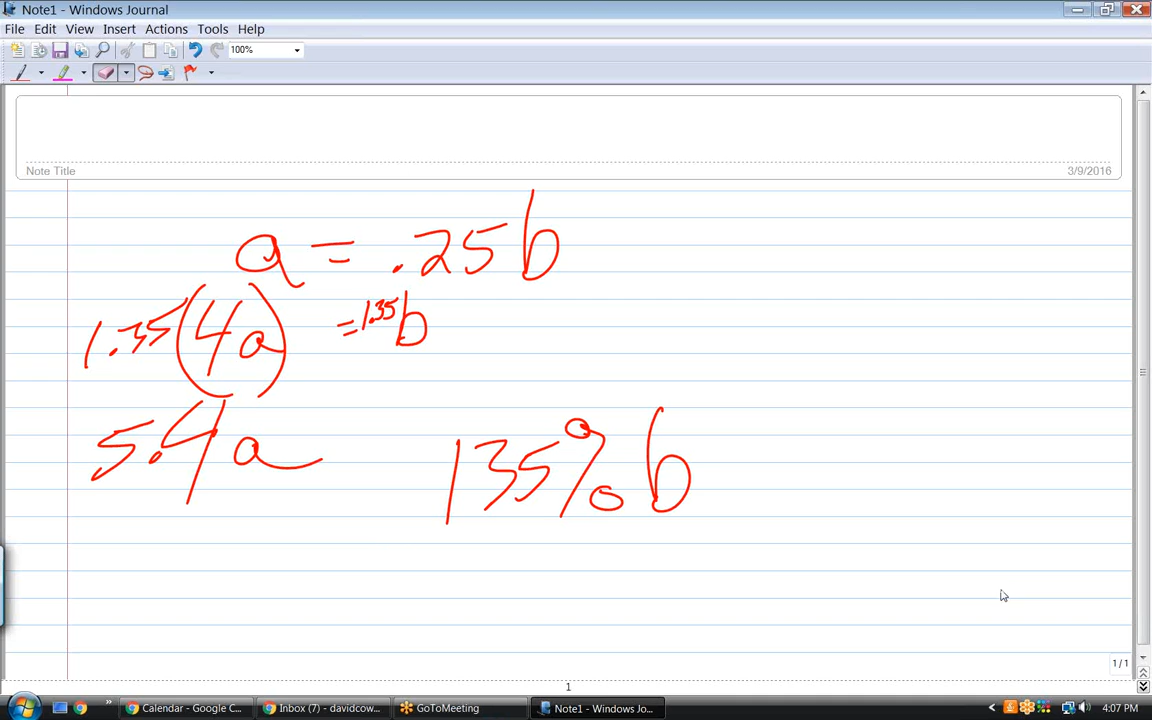 Note1 - Windows Journal
File Edit View Insert Actions Tools Help
100%
Note Title
3/9/2016
a = .25b
1.35(4a) =1.35b
5.4a
135% b
1/1
1
Calendar - Google C...
Inbox (7) - davidcow...
GoToMeeting
Note1 - Windows Jo...
4:07 PM